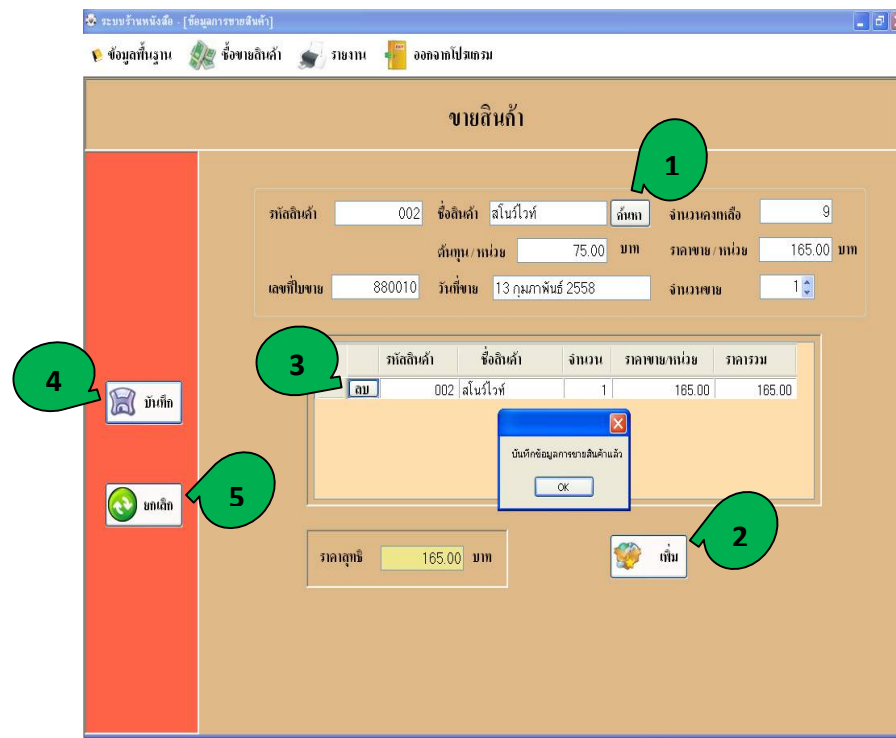 ระบบร้านหนังสือ - [ข้อมูลการขายสินค้า]
ข้อมูลพื้นฐาน ซื้อขายสินค้า รายงาน ออกจากโปรแกรม
ขายสินค้า
1
รหัสสินค้า 002 ชื่อสินค้า สโนว์ไวท์ ค้นหา จำนวนคงเหลือ 9
ต้นทุน/หน่วย 75.00 บาท ราคาขาย/หน่วย 165.00 บาท
เลขที่ใบขาย 880010 วันที่ขาย 13 กุมภาพันธ์ 2558 จำนวนขาย 1
3 รหัสสินค้า ชื่อสินค้า จำนวน ราคาขาย/หน่วย ราคารวม
ลบ 002 สโนว์ไวท์ 1 165.00 165.00
4
บันทึก
บันทึกข้อมูลการขายสินค้าแล้ว
OK
5
ยกเลิก
2
ราคาสุทธิ 165.00 บาท เพิ่ม